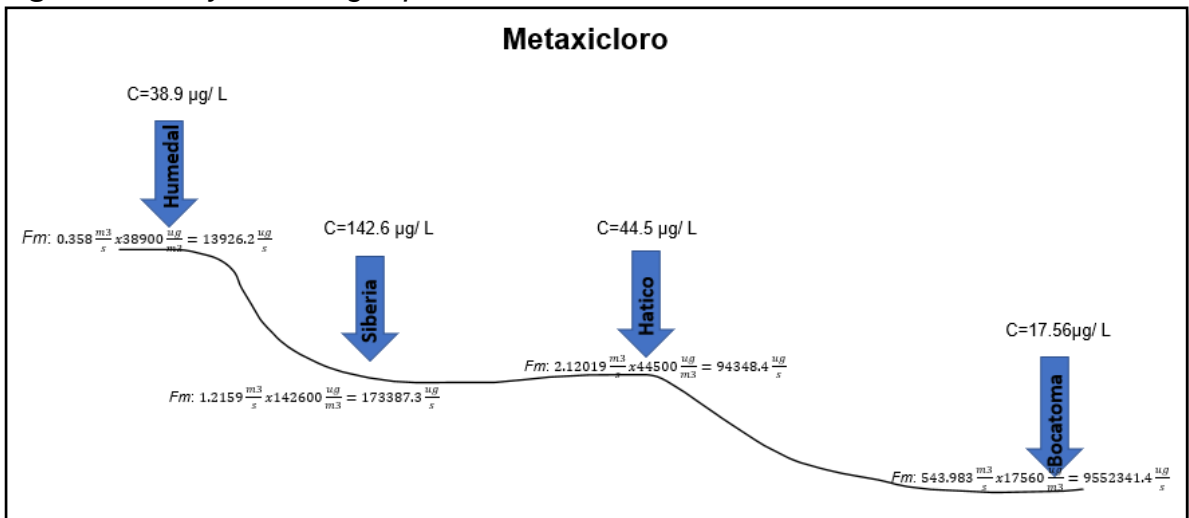 Metaxicloro
C=38.9 µg/ L
Humedal
Fm: 0.358 m3/s x38900 ug/m3 = 13926.2 ug/s
C=142.6 µg/ L
Siberia
Fm: 1.2159 m3/s x142600 ug/m3 = 173387.3 ug/s
C=44.5 µg/ L
Hatico
Fm: 2.12019 m3/s x44500 ug/m3 = 94348.4 ug/s
C=17.56µg/ L
Bocatoma
Fm: 543.983 m3/s x17560 ug/m3 = 9552341.4 ug/s